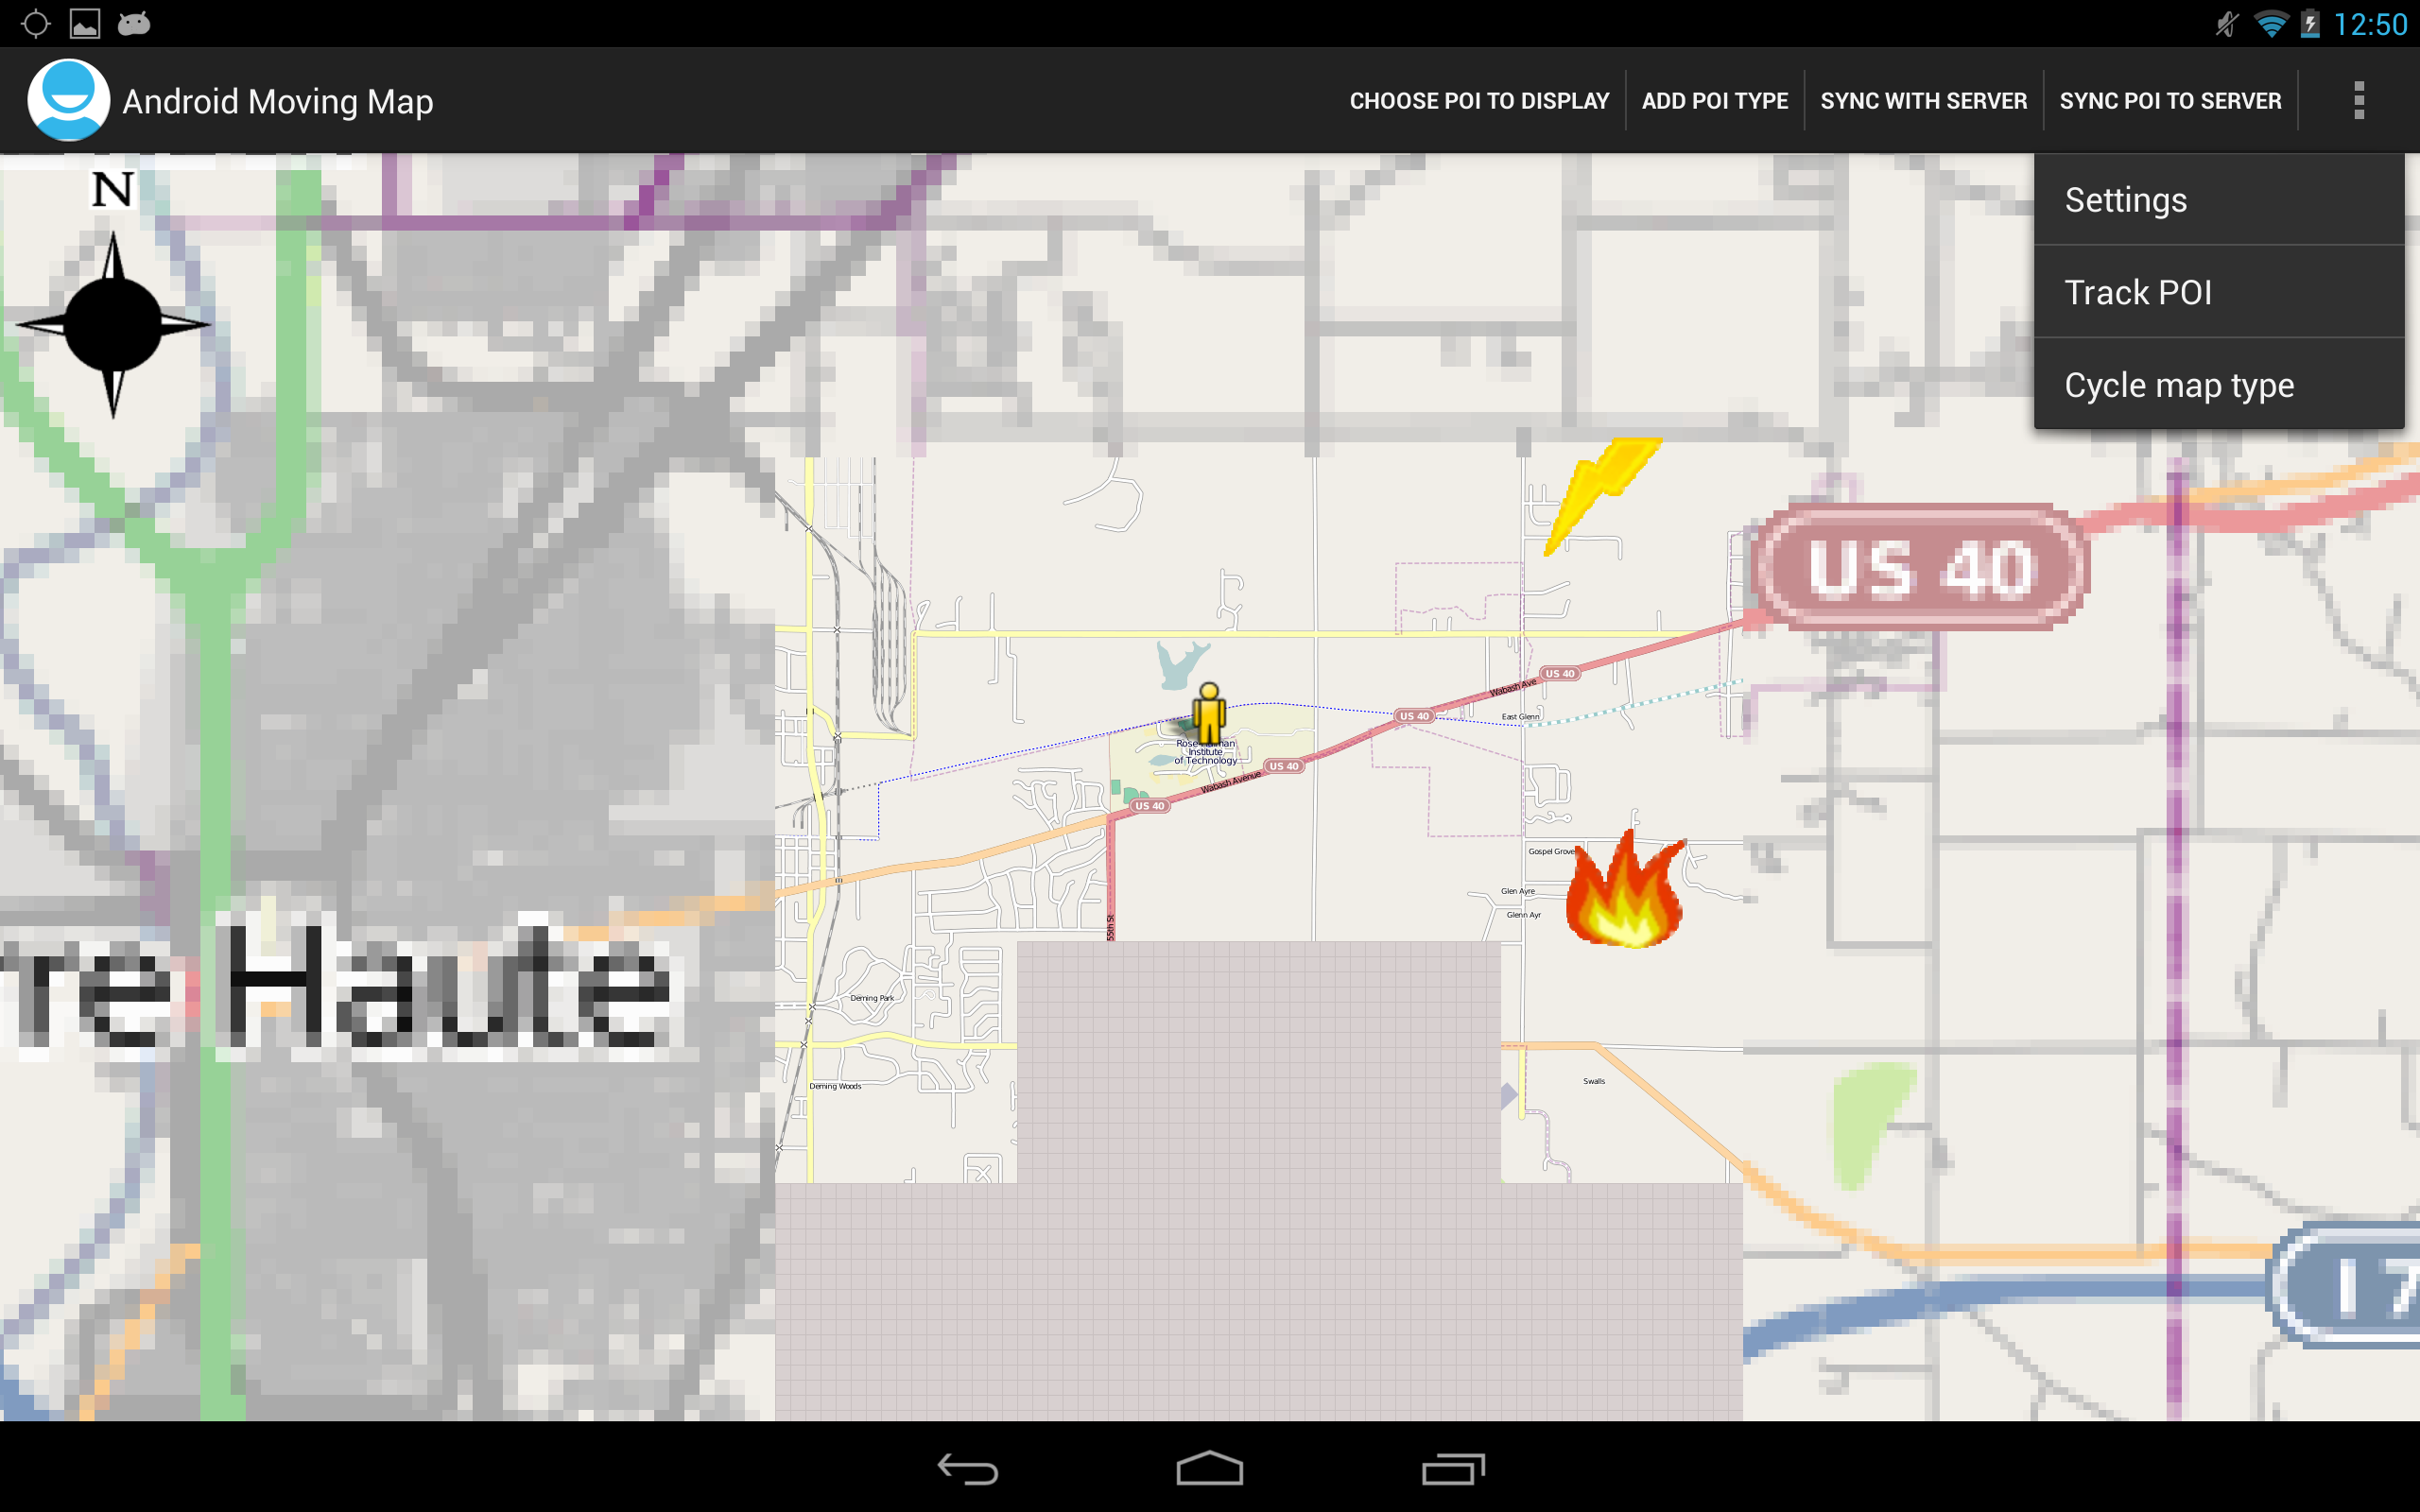 12:50
Android Moving Map
CHOOSE POI TO DISPLAY
ADD POI TYPE
SYNC WITH SERVER
SYNC POI TO SERVER
Settings
Track POI
Cycle map type
N
US 40
US 40
Wabash Ave
US 40
East Glenn
Institute
of Technology
US 40
Wabash Avenue
US 40
Gospel Grove
Glen Ayre
Glenn Ayr
55th St
re Haute
Deming Park
Deming Woods
Swalls
I 7